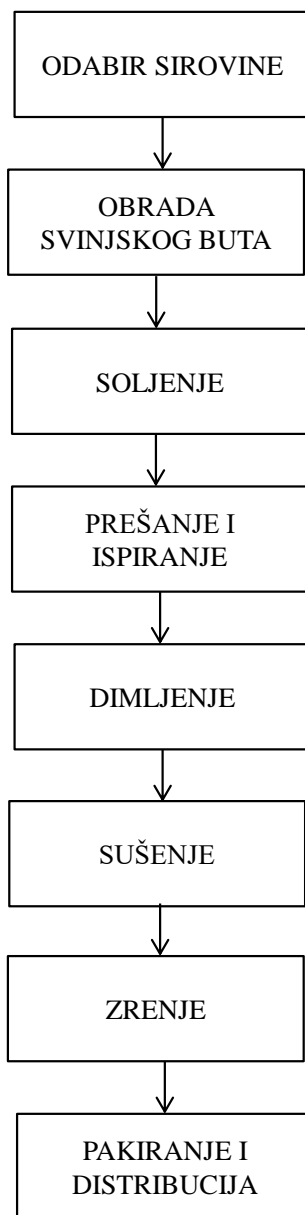 ODABIR SIROVINE
OBRADA
SVINJSKOG BUTA
SOLJENJE
PREŠANJE I
ISPIRANJE
DIMLJENJE
SUŠENJE
ZRENJE
PAKIRANJE I
DISTRIBUCIJA